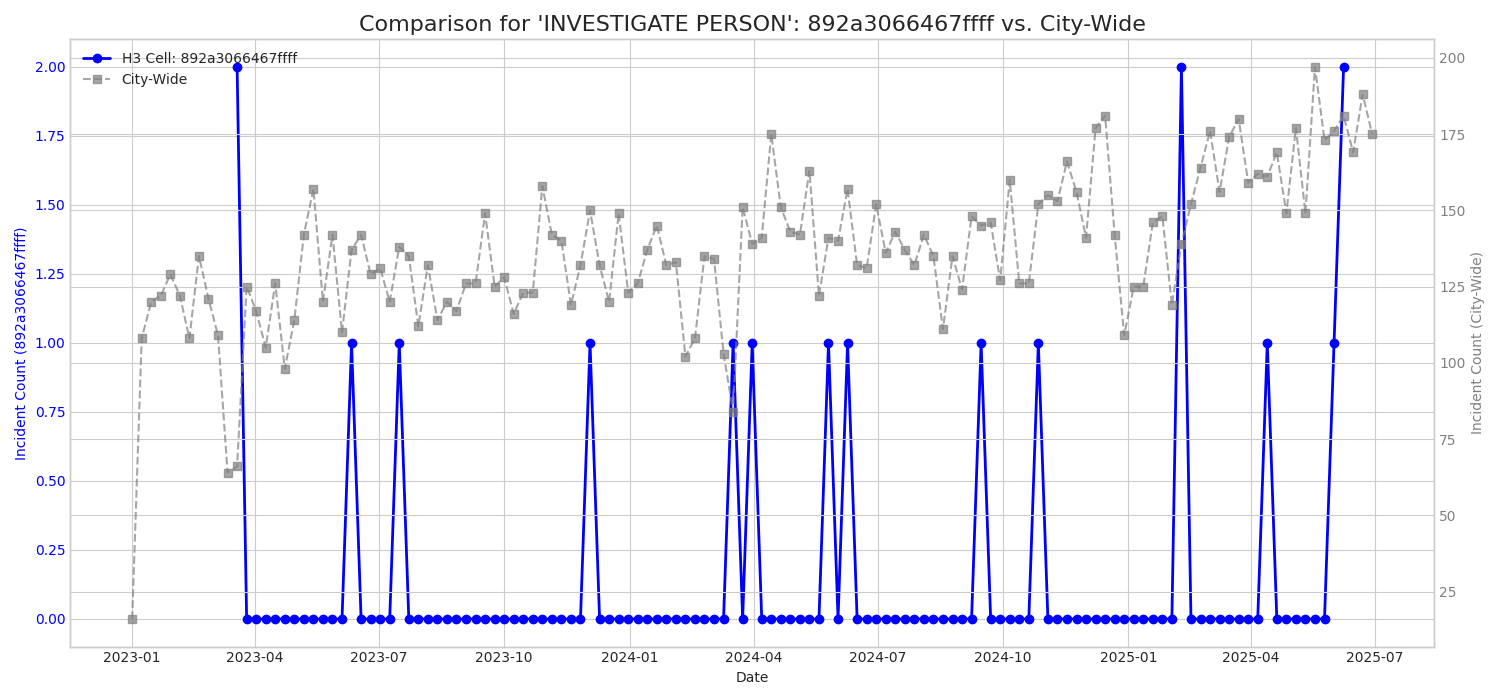 Comparison for 'INVESTIGATE PERSON': 892a3066467ffff vs. City-Wide
H3 Cell: 892a3066467ffff
City-Wide
Incident Count (892a3066467ffff)
2.00
1.75
1.50
1.25
1.00
0.75
0.50
0.25
0.00
200
175
150
125
100
75
50
25
Incident Count (City-Wide)
2023-01 2023-04 2023-07 2023-10 2024-01 2024-04 2024-07 2024-10 2025-01 2025-04 2025-07
Date